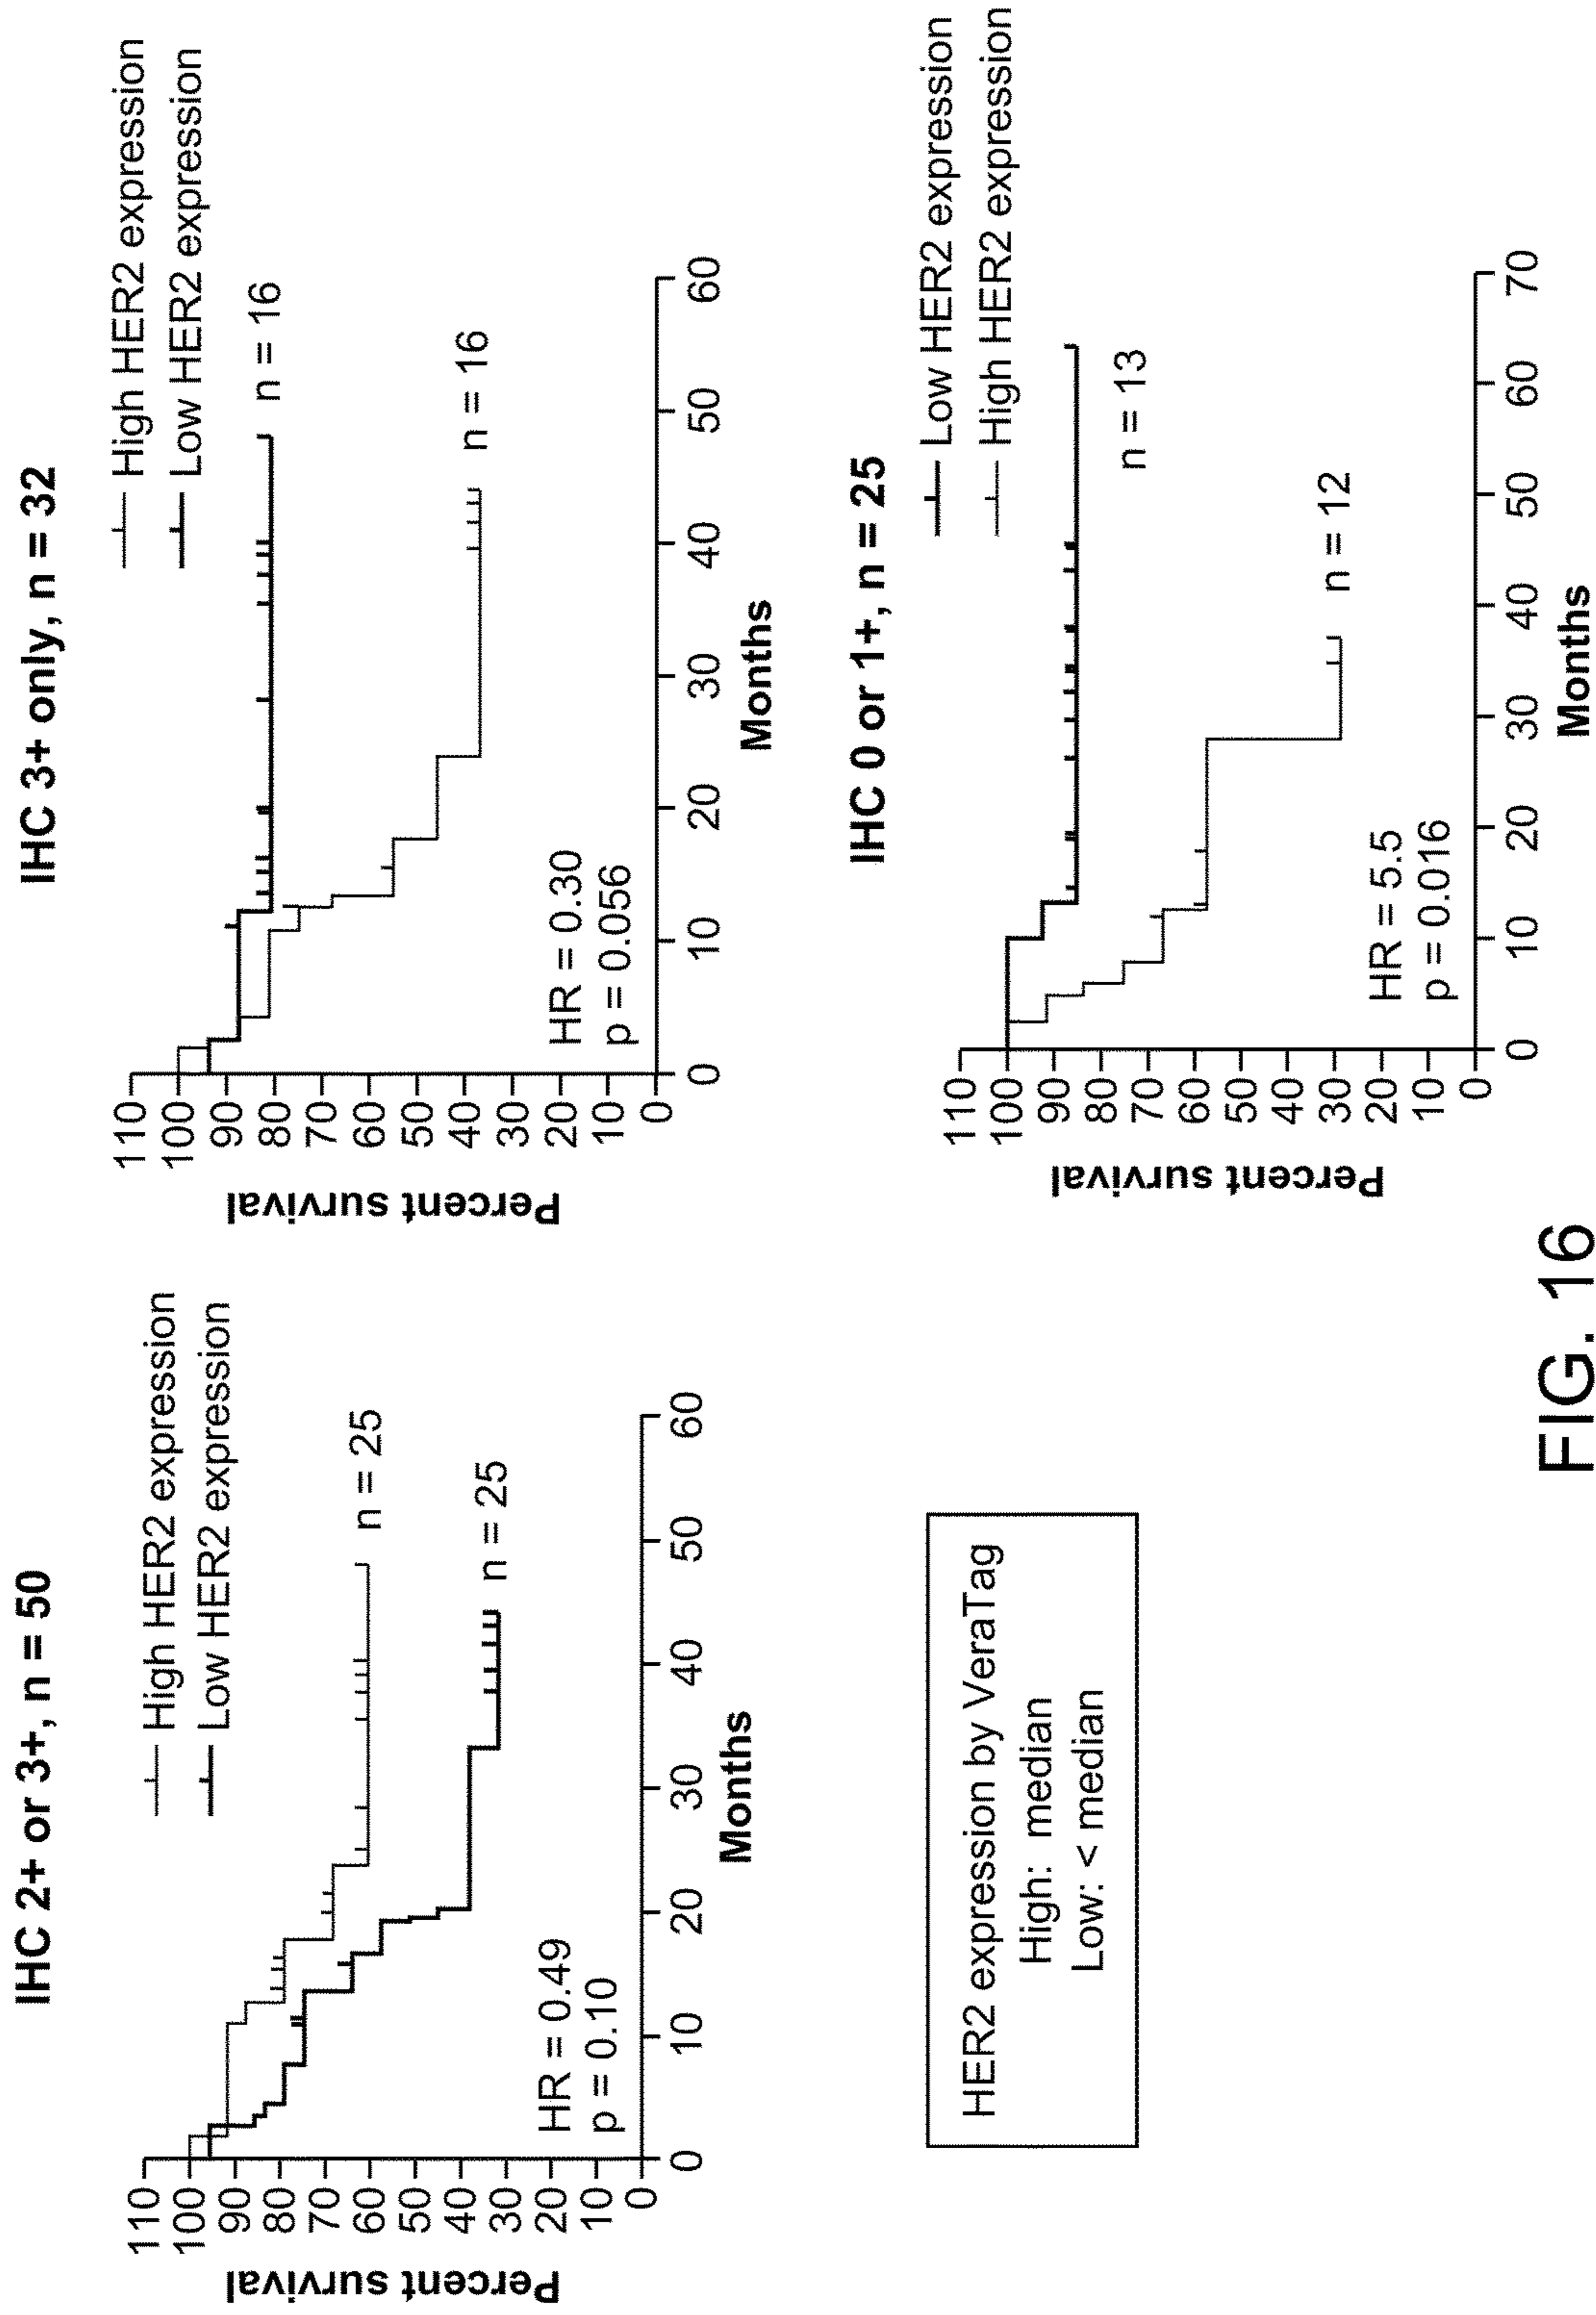 IHC 2+ or 3+, n = 50
High HER2 expression
Low HER2 expression
Percent survival
110
100
90
80
70
60
50
40
30
20
10
0
n = 25
n = 25
HR = 0.49
p = 0.10
0 10 20 30 40 50 60
Months
IHC 3+ only, n = 32
High HER2 expression
Low HER2 expression
Percent survival
110
100
90
80
70
60
50
40
30
20
10
0
n = 16
n = 16
HR = 0.30
p = 0.056
0 10 20 30 40 50 60
Months
HER2 expression by VeraTag
High: median
Low: < median
IHC 0 or 1+, n = 25
Low HER2 expression
High HER2 expression
Percent survival
110
100
90
80
70
60
50
40
30
20
10
0
n = 13
n = 12
HR = 5.5
p = 0.016
0 10 20 30 40 50 60 70
Months
FIG. 16